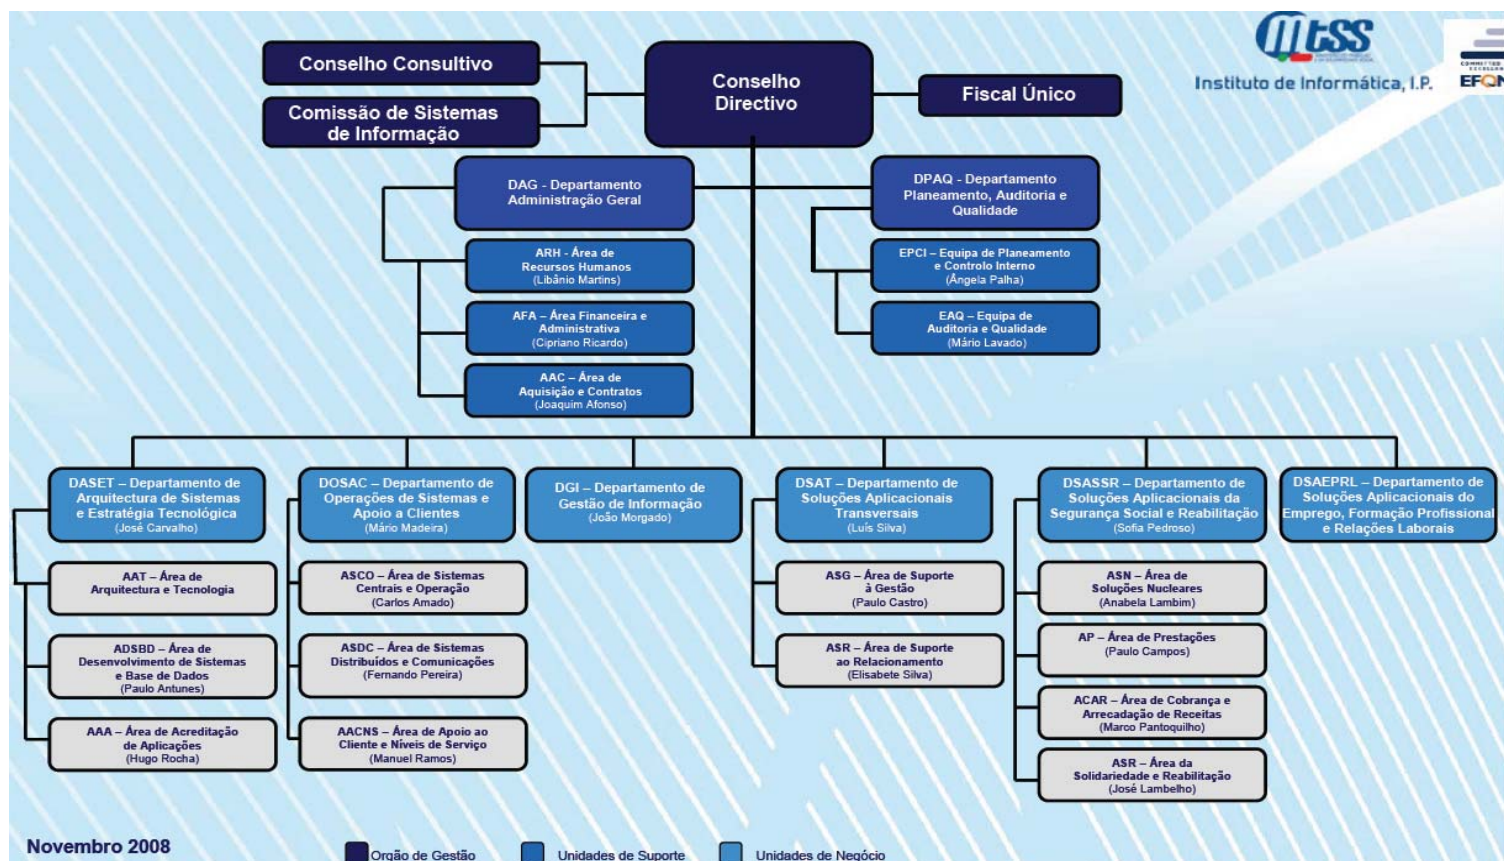 Conselho Consultivo
Comissão de Sistemas
de Informação
Conselho
Directivo
Fiscal Único
mtss
Instituto de Informática, I.P.
COMMITTED
EXCELLENC
EFQM
DAG - Departamento
Administração Geral
DPAQ - Departamento
Planeamento, Auditoria e
Qualidade
ARH - Área de
Recursos Humanos
(Libânio Martins)
AFA – Área Financeira e
Administrativa
(Cipriano Ricardo)
AAC – Área de
Aquisição e Contratos
(Joaquim Afonso)
EPCI – Equipa de Planeamento
e Controlo Interno
(Ângela Palha)
EAQ – Equipa de
Auditoria e Qualidade
(Mário Lavado)
DASET – Departamento de
Arquitectura de Sistemas
e Estratégia Tecnológica
(José Carvalho)
AAT – Área de
Arquitectura e Tecnologia
ADSBD – Área de
Desenvolvimento de Sistemas
e Base de Dados
(Paulo Antunes)
AAA – Área de Acreditação
de Aplicações
(Hugo Rocha)
DOSAC – Departamento de
Operações de Sistemas e
Apoio a Clientes
(Mário Madeira)
ASCO – Área de Sistemas
Centrais e Operação
(Carlos Amado)
ASDC – Área de Sistemas
Distribuídos e Comunicações
(Fernando Pereira)
AACNS – Área de Apoio ao
Cliente e Níveis de Serviço
(Manuel Ramos)
DGI – Departamento de
Gestão de Informação
(João Morgado)
DSAT – Departamento de
Soluções Aplicacionais
Transversais
(Luís Silva)
ASG – Área de Suporte
à Gestão
(Paulo Castro)
ASR – Área de Suporte
ao Relacionamento
(Elisabete Silva)
DSASSR – Departamento de
Soluções Aplicacionais da
Segurança Social e Reabilitação
(Sofia Pedroso)
ASN – Área de
Soluções Nucleares
(Anabela Lambim)
AP – Área de Prestações
(Paulo Campos)
ACAR – Área de Cobrança e
Arrecadação de Receitas
(Marco Pantoquilho)
ASR – Área da
Solidariedade e Reabilitação
(José Lambelho)
DSAEPRL – Departamento de
Soluções Aplicacionais do
Emprego, Formação Profissional
e Relações Laborais
Novembro 2008
Orgão de Gestão
Unidades de Suporte
Unidades de Negócio